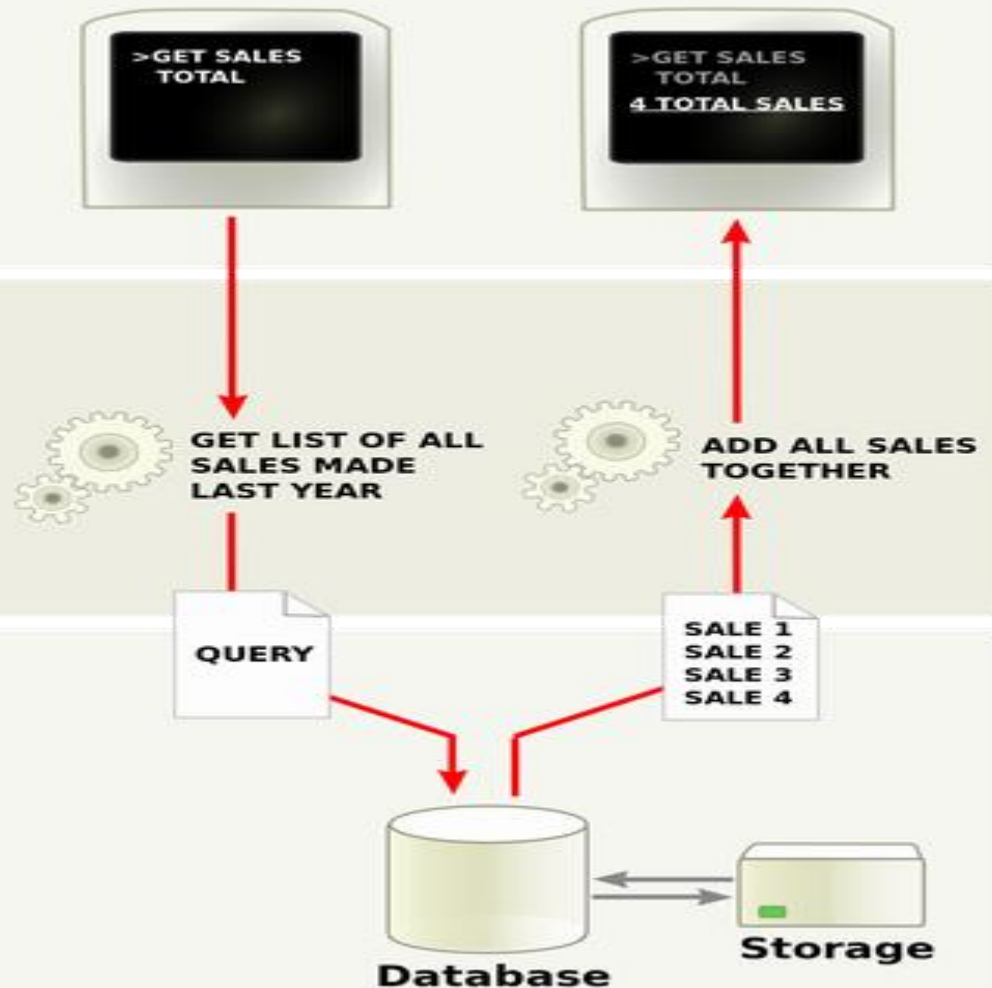 >GET SALES
TOTAL
>GET SALES
TOTAL
4 TOTAL SALES
GET LIST OF ALL
SALES MADE
LAST YEAR
ADD ALL SALES
TOGETHER
QUERY
SALE 1
SALE 2
SALE 3
SALE 4
Database
Storage